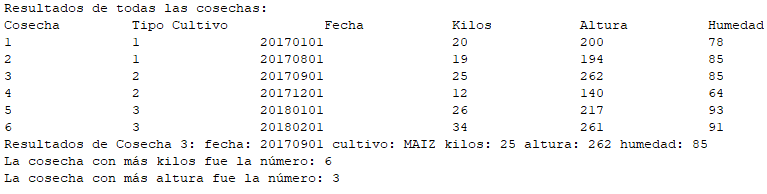 Resultados de todas las cosechas:
Cosecha Tipo Cultivo Fecha Kilos Altura Humedad
1 1 20170101 20 200 78
2 1 20170801 19 194 85
3 2 20170901 25 262 85
4 2 20171201 12 140 64
5 3 20180101 26 217 93
6 3 20180201 34 261 91
Resultados de Cosecha 3: fecha: 20170901 cultivo: MAIZ kilos: 25 altura: 262 humedad: 85
La cosecha con más kilos fue la número: 6
La cosecha con más altura fue la número: 3